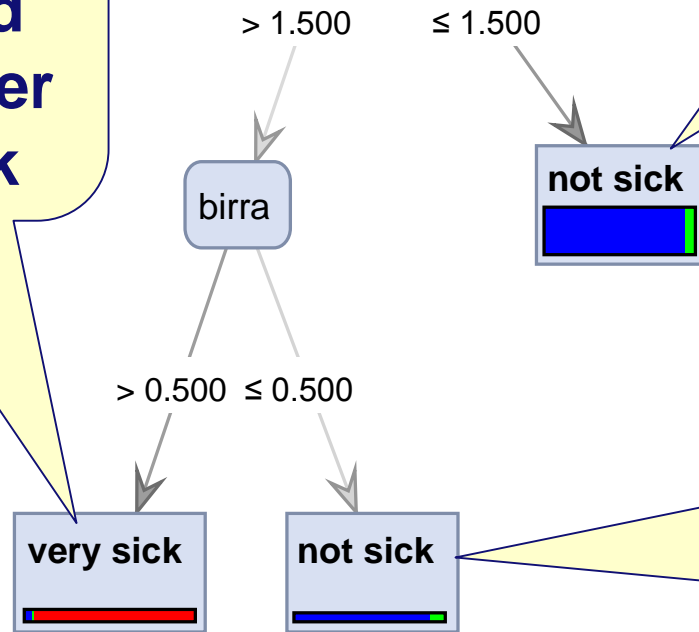 > 1.500 ≤ 1.500
k
not sick
birra
> 0.500 ≤ 0.500
very sick not sick